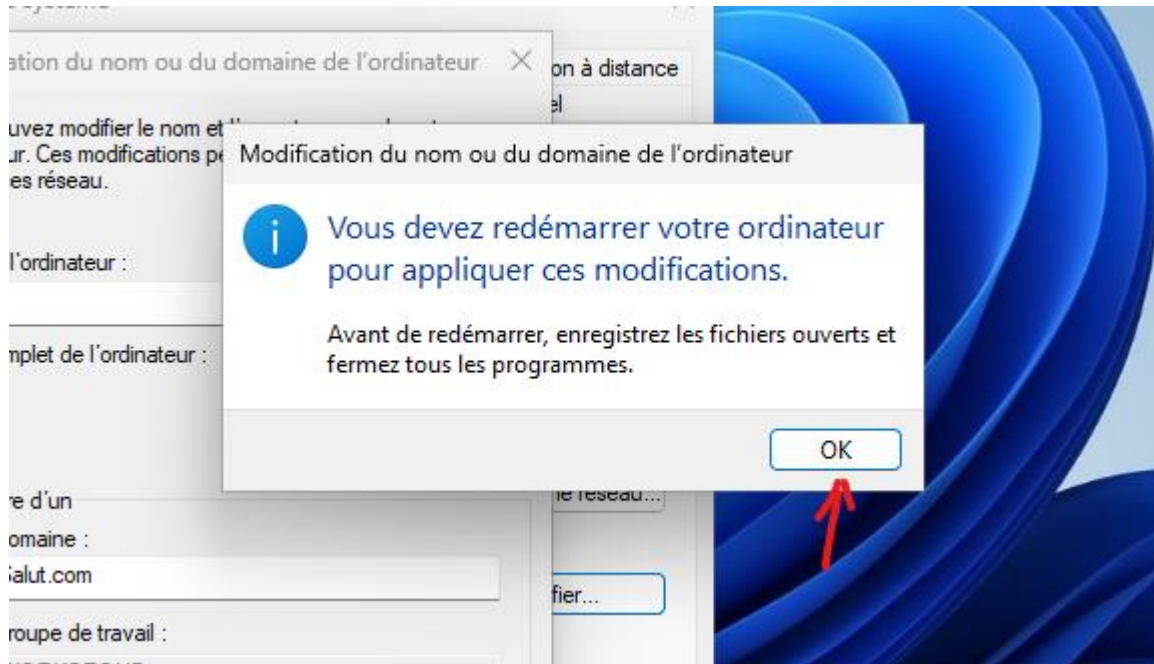 ation du nom ou du domaine de l'ordinateur
on à distance
el
uvez modifier le nom et
ur. Ces modifications pe
es réseau.
Modification du nom ou du domaine de l'ordinateur
Vous devez redémarrer votre ordinateur
pour appliquer ces modifications.
l'ordinateur :
Avant de redémarrer, enregistrez les fichiers ouverts et
fermez tous les programmes.
mplet de l'ordinateur :
OK
re d'un
le réseau...
omaine :
alut.com
fier...
roupe de travail :